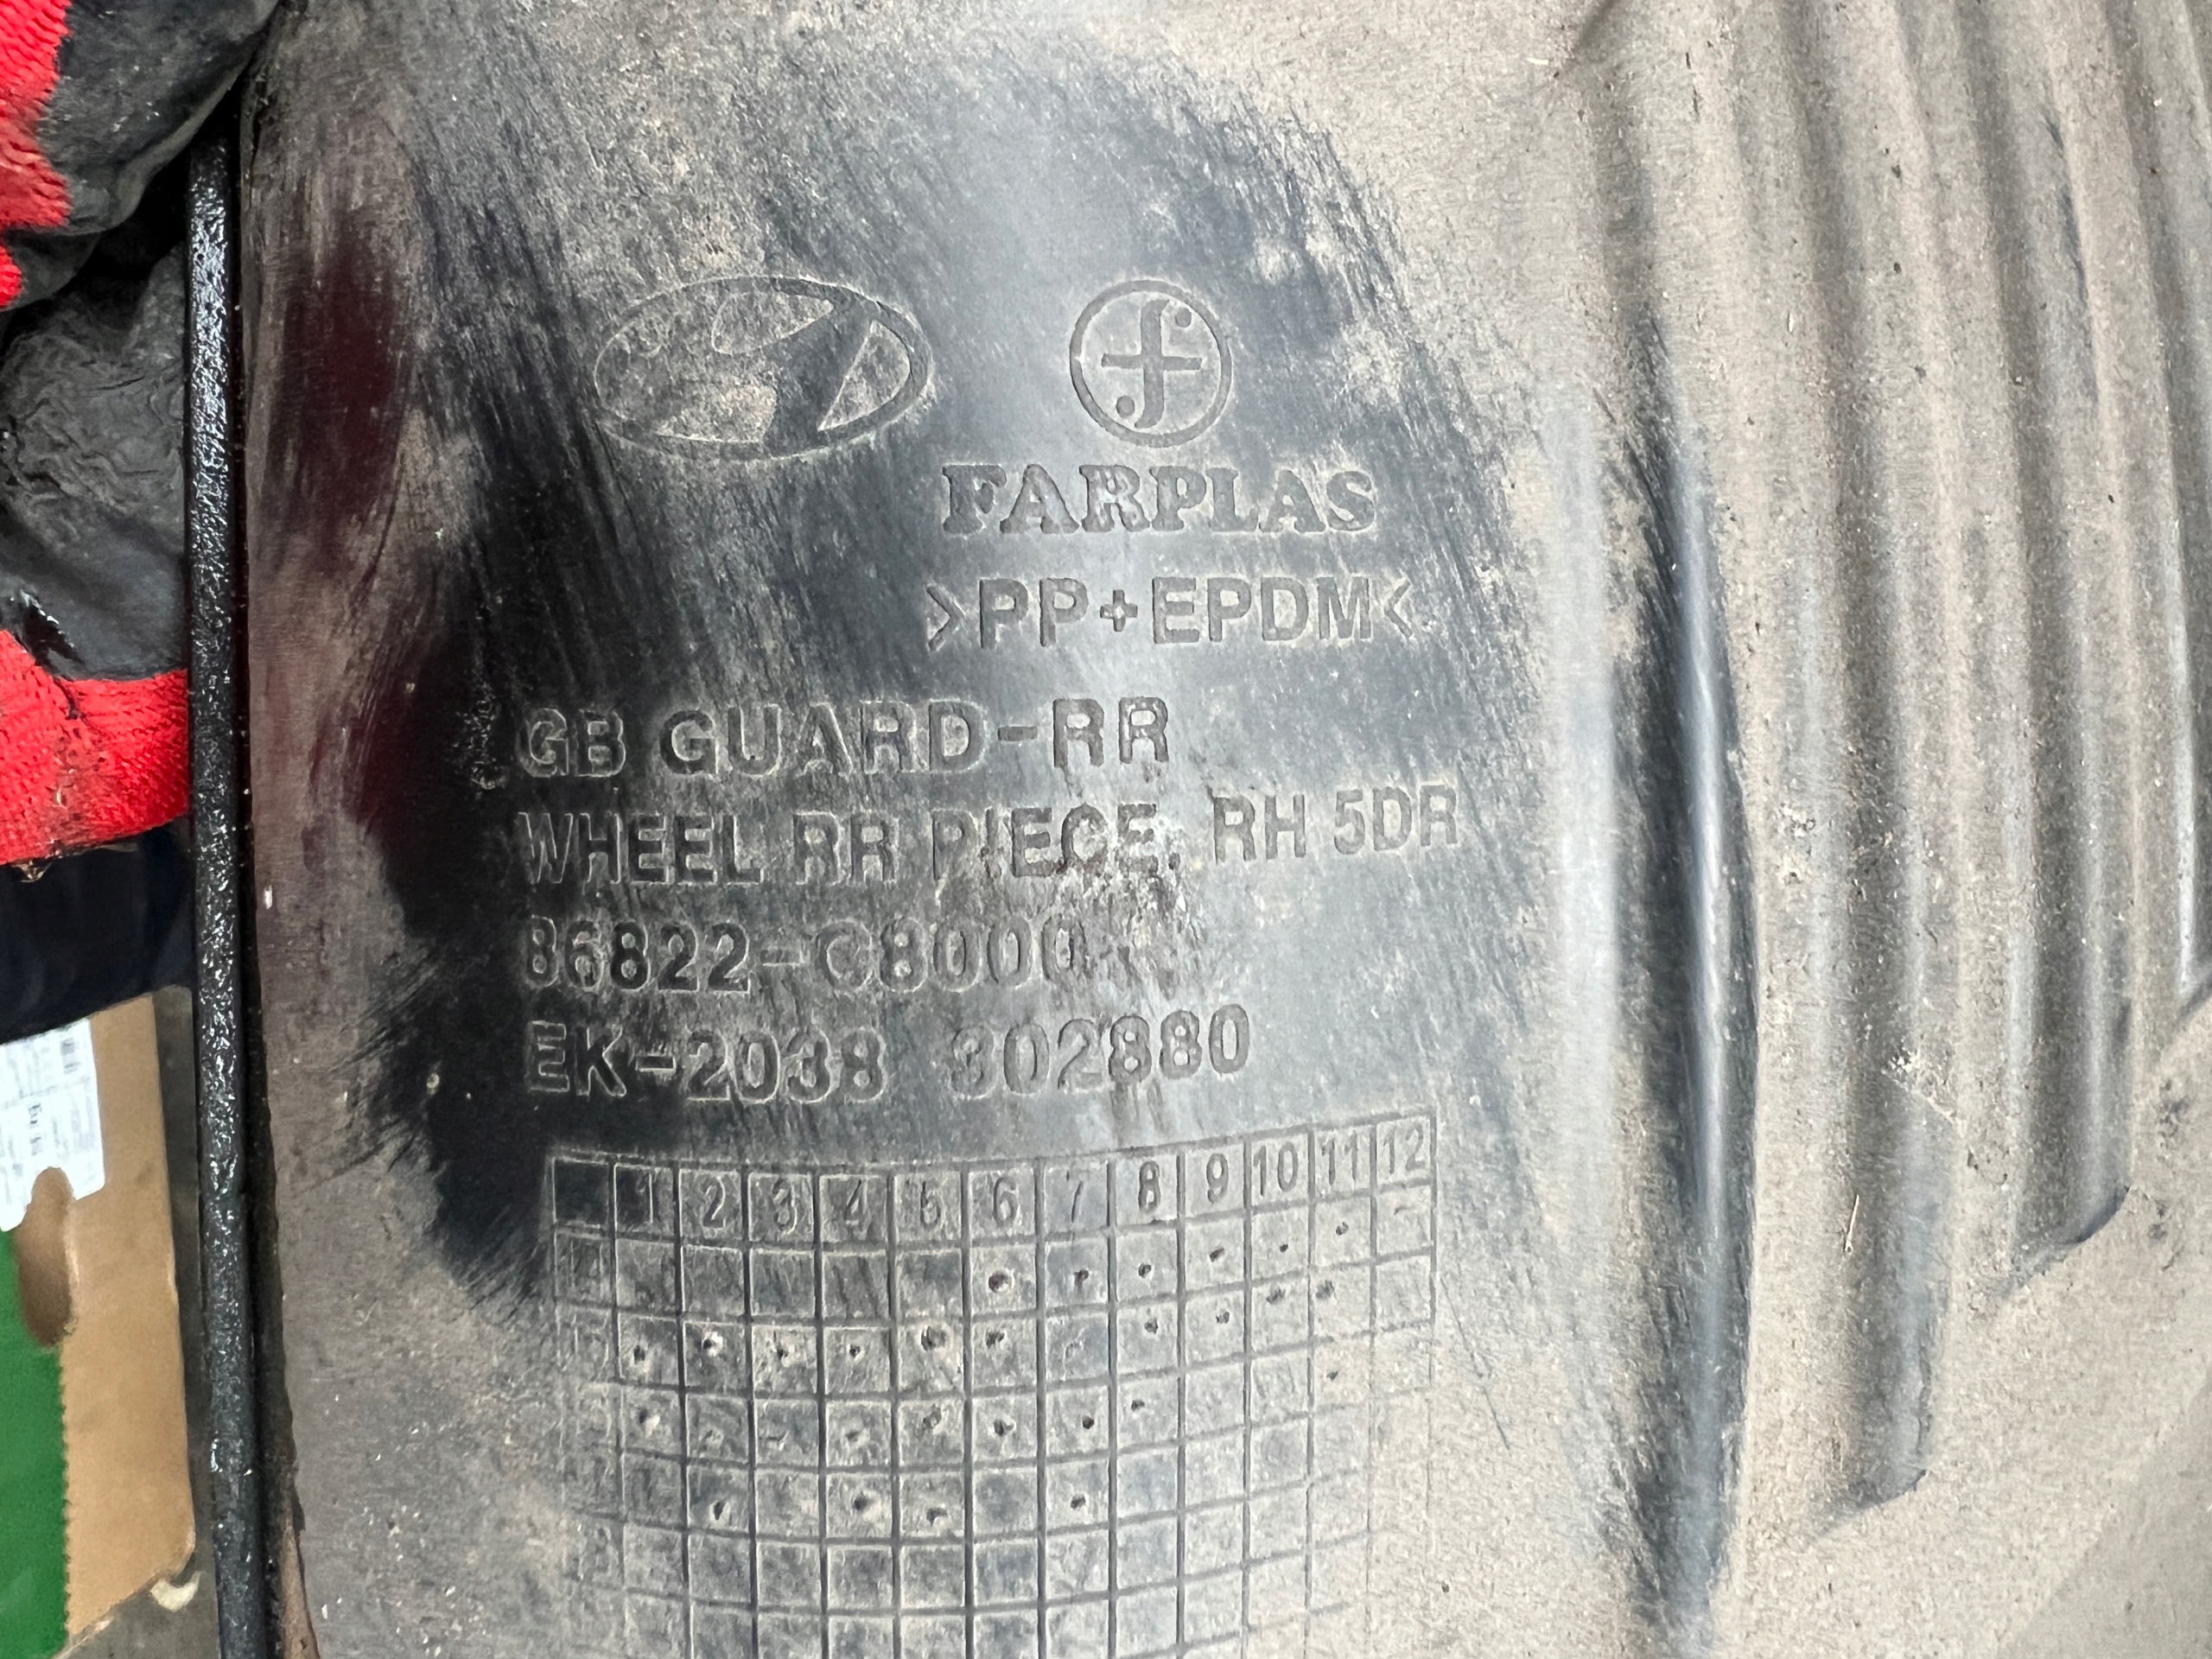 f
FARPLAS
>PP+EPDM<
GB GUARD-RR
WHEEL RR PIECE, RH 5DR
86822-C8000
EK-2038 302880
1 2 3 4 5 6 7 8 9 10 11 12